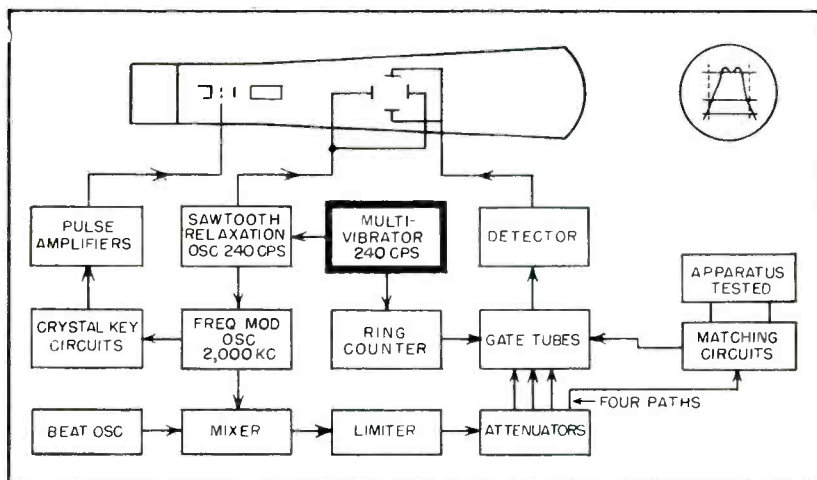 PULSE
AMPLIFIERS
SAWTOOTH
RELAXATION
OSC 240 CPS
MULTI-
VIBRATOR
240 CPS
DETECTOR
APPARATUS
TESTED
CRYSTAL KEY
CIRCUITS
FREQ MOD
OSC
2,000 KC
RING
COUNTER
GATE TUBES
MATCHING
CIRCUITS
FOUR PATHS
BEAT OSC
MIXER
LIMITER
ATTENUATORS